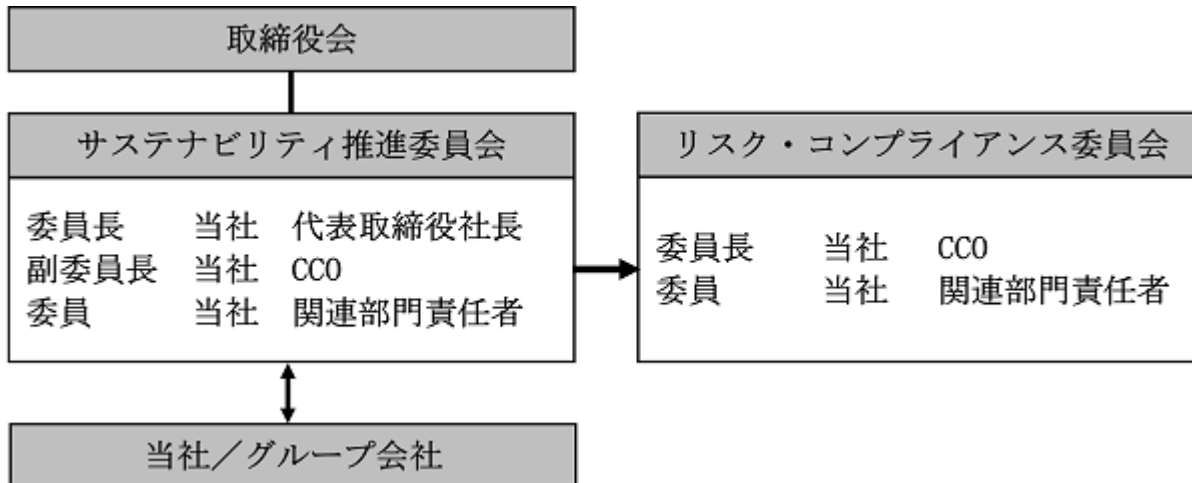 取締役会
サステナビリティ推進委員会
委員長 当社 代表取締役社長
副委員長 当社 CCO
委員 当社 関連部門責任者
リスク・コンプライアンス委員会
委員長 当社 CCO
委員 当社 関連部門責任者
当社／グループ会社